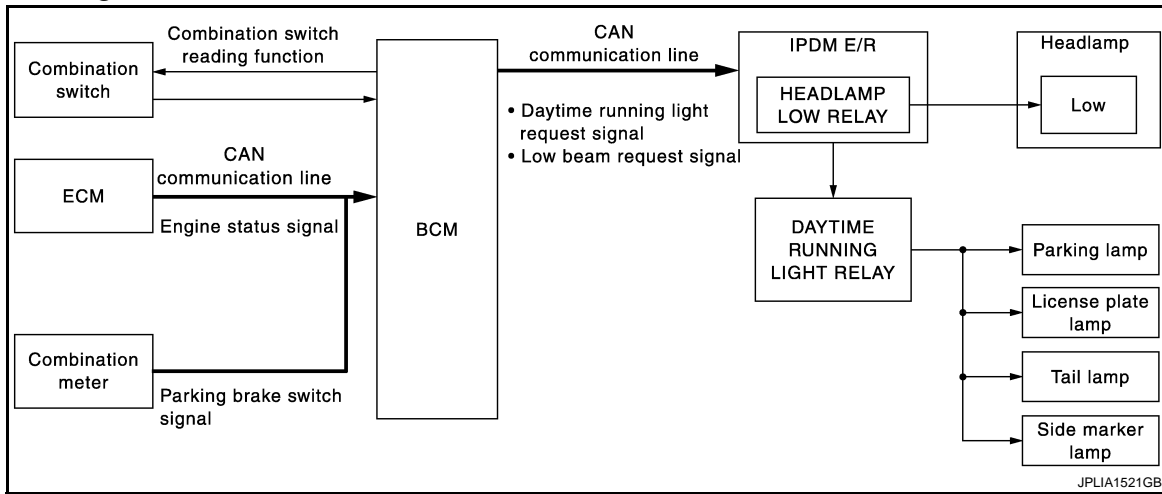 Combination switch
reading function
CAN
communication line
IPDM E/R
Headlamp
Combination
switch
HEADLAMP
LOW RELAY
Low
• Daytime running light
request signal
• Low beam request signal
CAN
communication line
ECM
Engine status signal
BCM
DAYTIME
RUNNING
LIGHT RELAY
Parking lamp
License plate
lamp
Combination
meter
Parking brake switch
signal
Tail lamp
Side marker
lamp
JPLIA1521GB